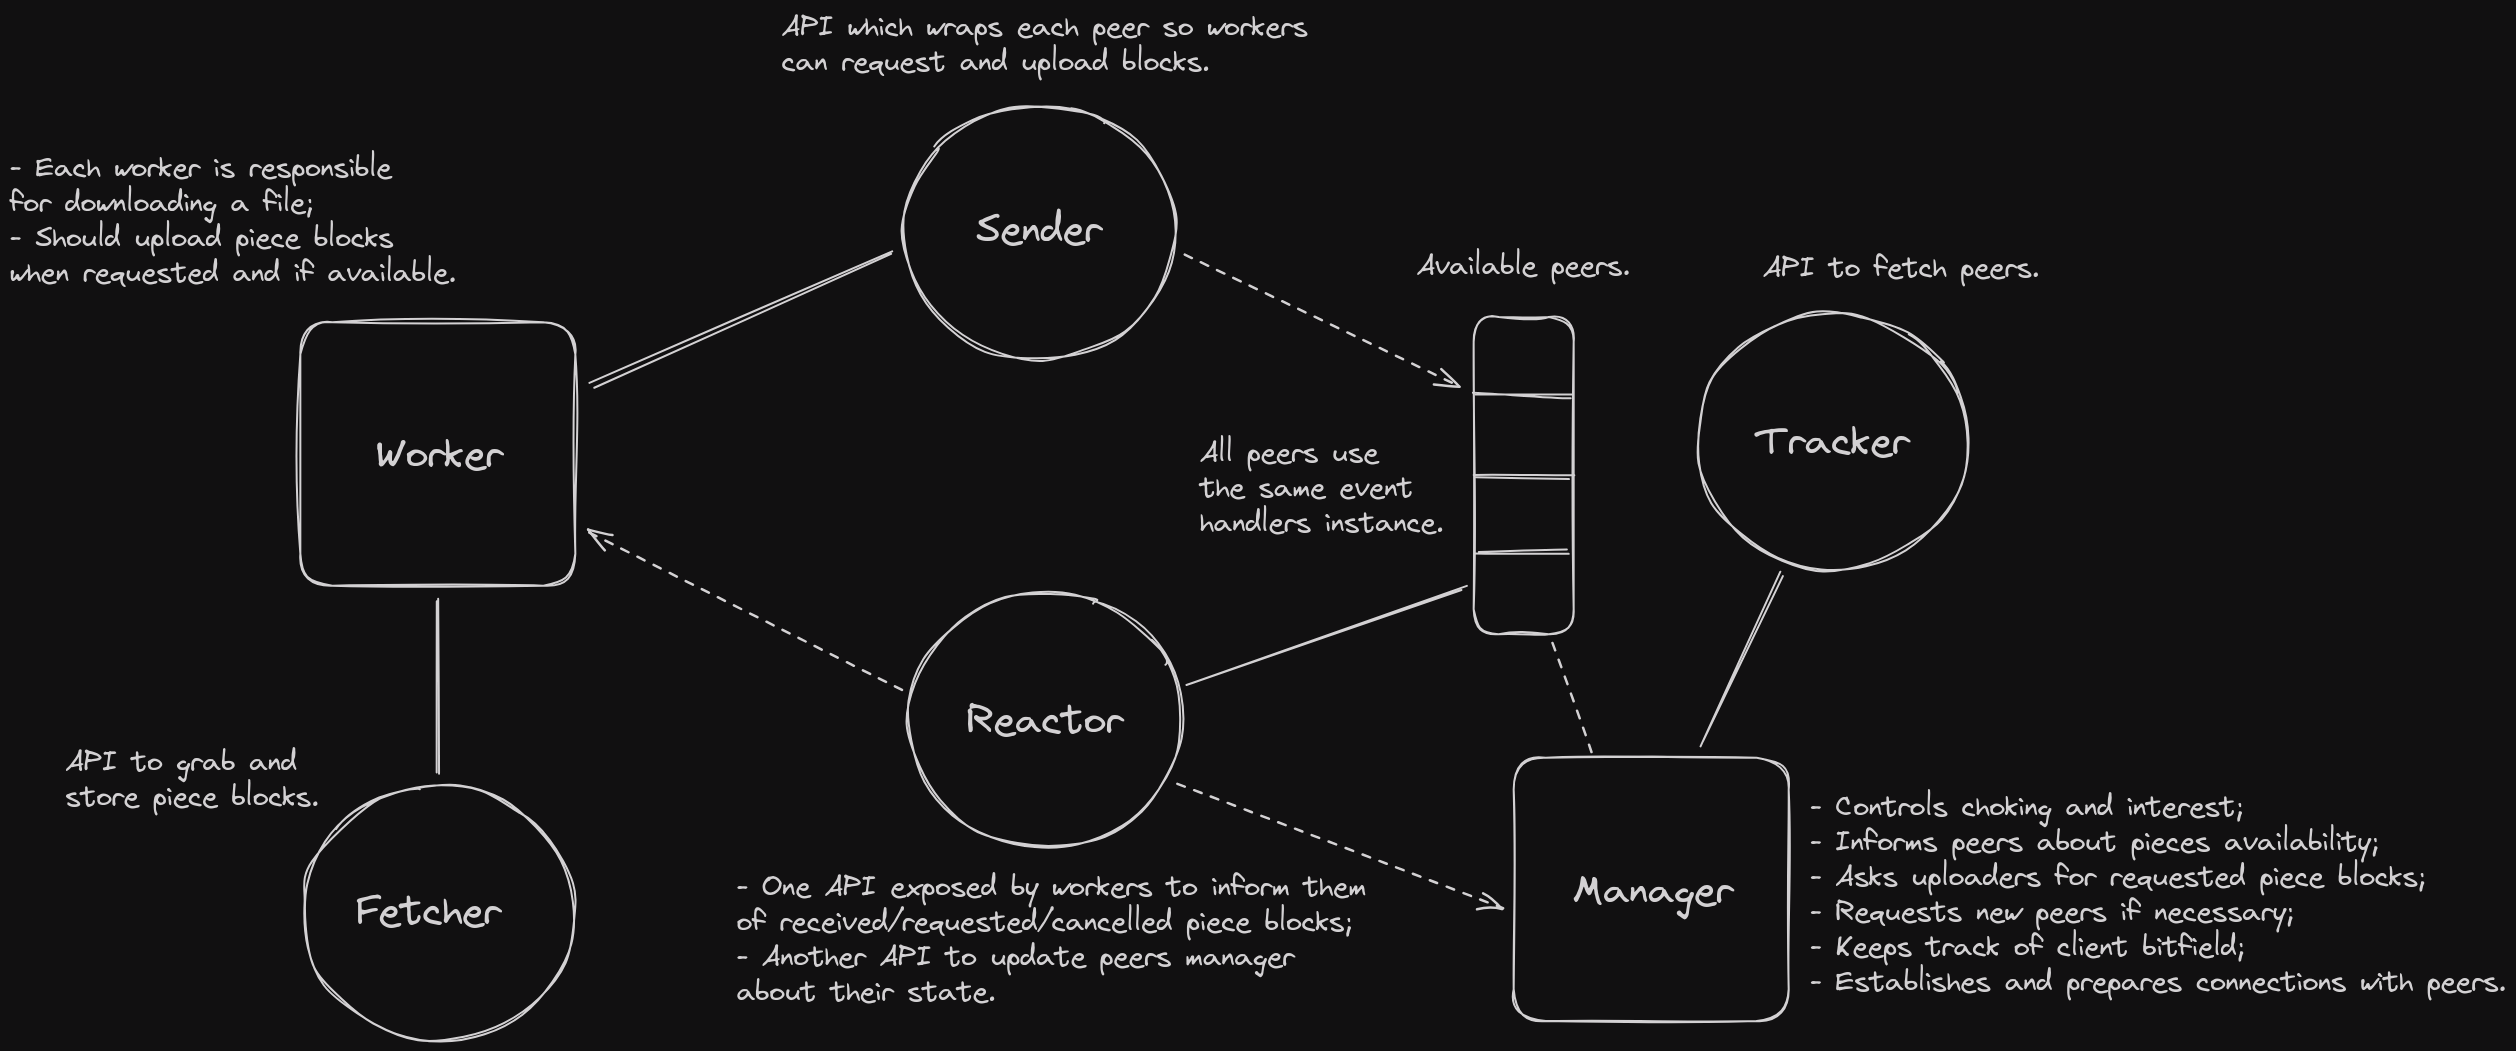 API which wraps each peer so workers
can request and upload blocks.
- Each worker is responsible
for downloading a file;
- Should upload piece blocks
when requested and if available.
Sender
Available peers.
API to fetch peers.
Worker
All peers use
the same event
handlers instance.
Tracker
Reactor
API to grab and
store piece blocks.
Fetcher
- One API exposed by workers to inform them
of received/requested/cancelled piece blocks;
- Another API to update peers manager
about their state.
Manager
- Controls choking and interest;
- Informs peers about pieces availability;
- Asks uploaders for requested piece blocks;
- Requests new peers if necessary;
- Keeps track of client bitfield;
- Establishes and prepares connections with peers.